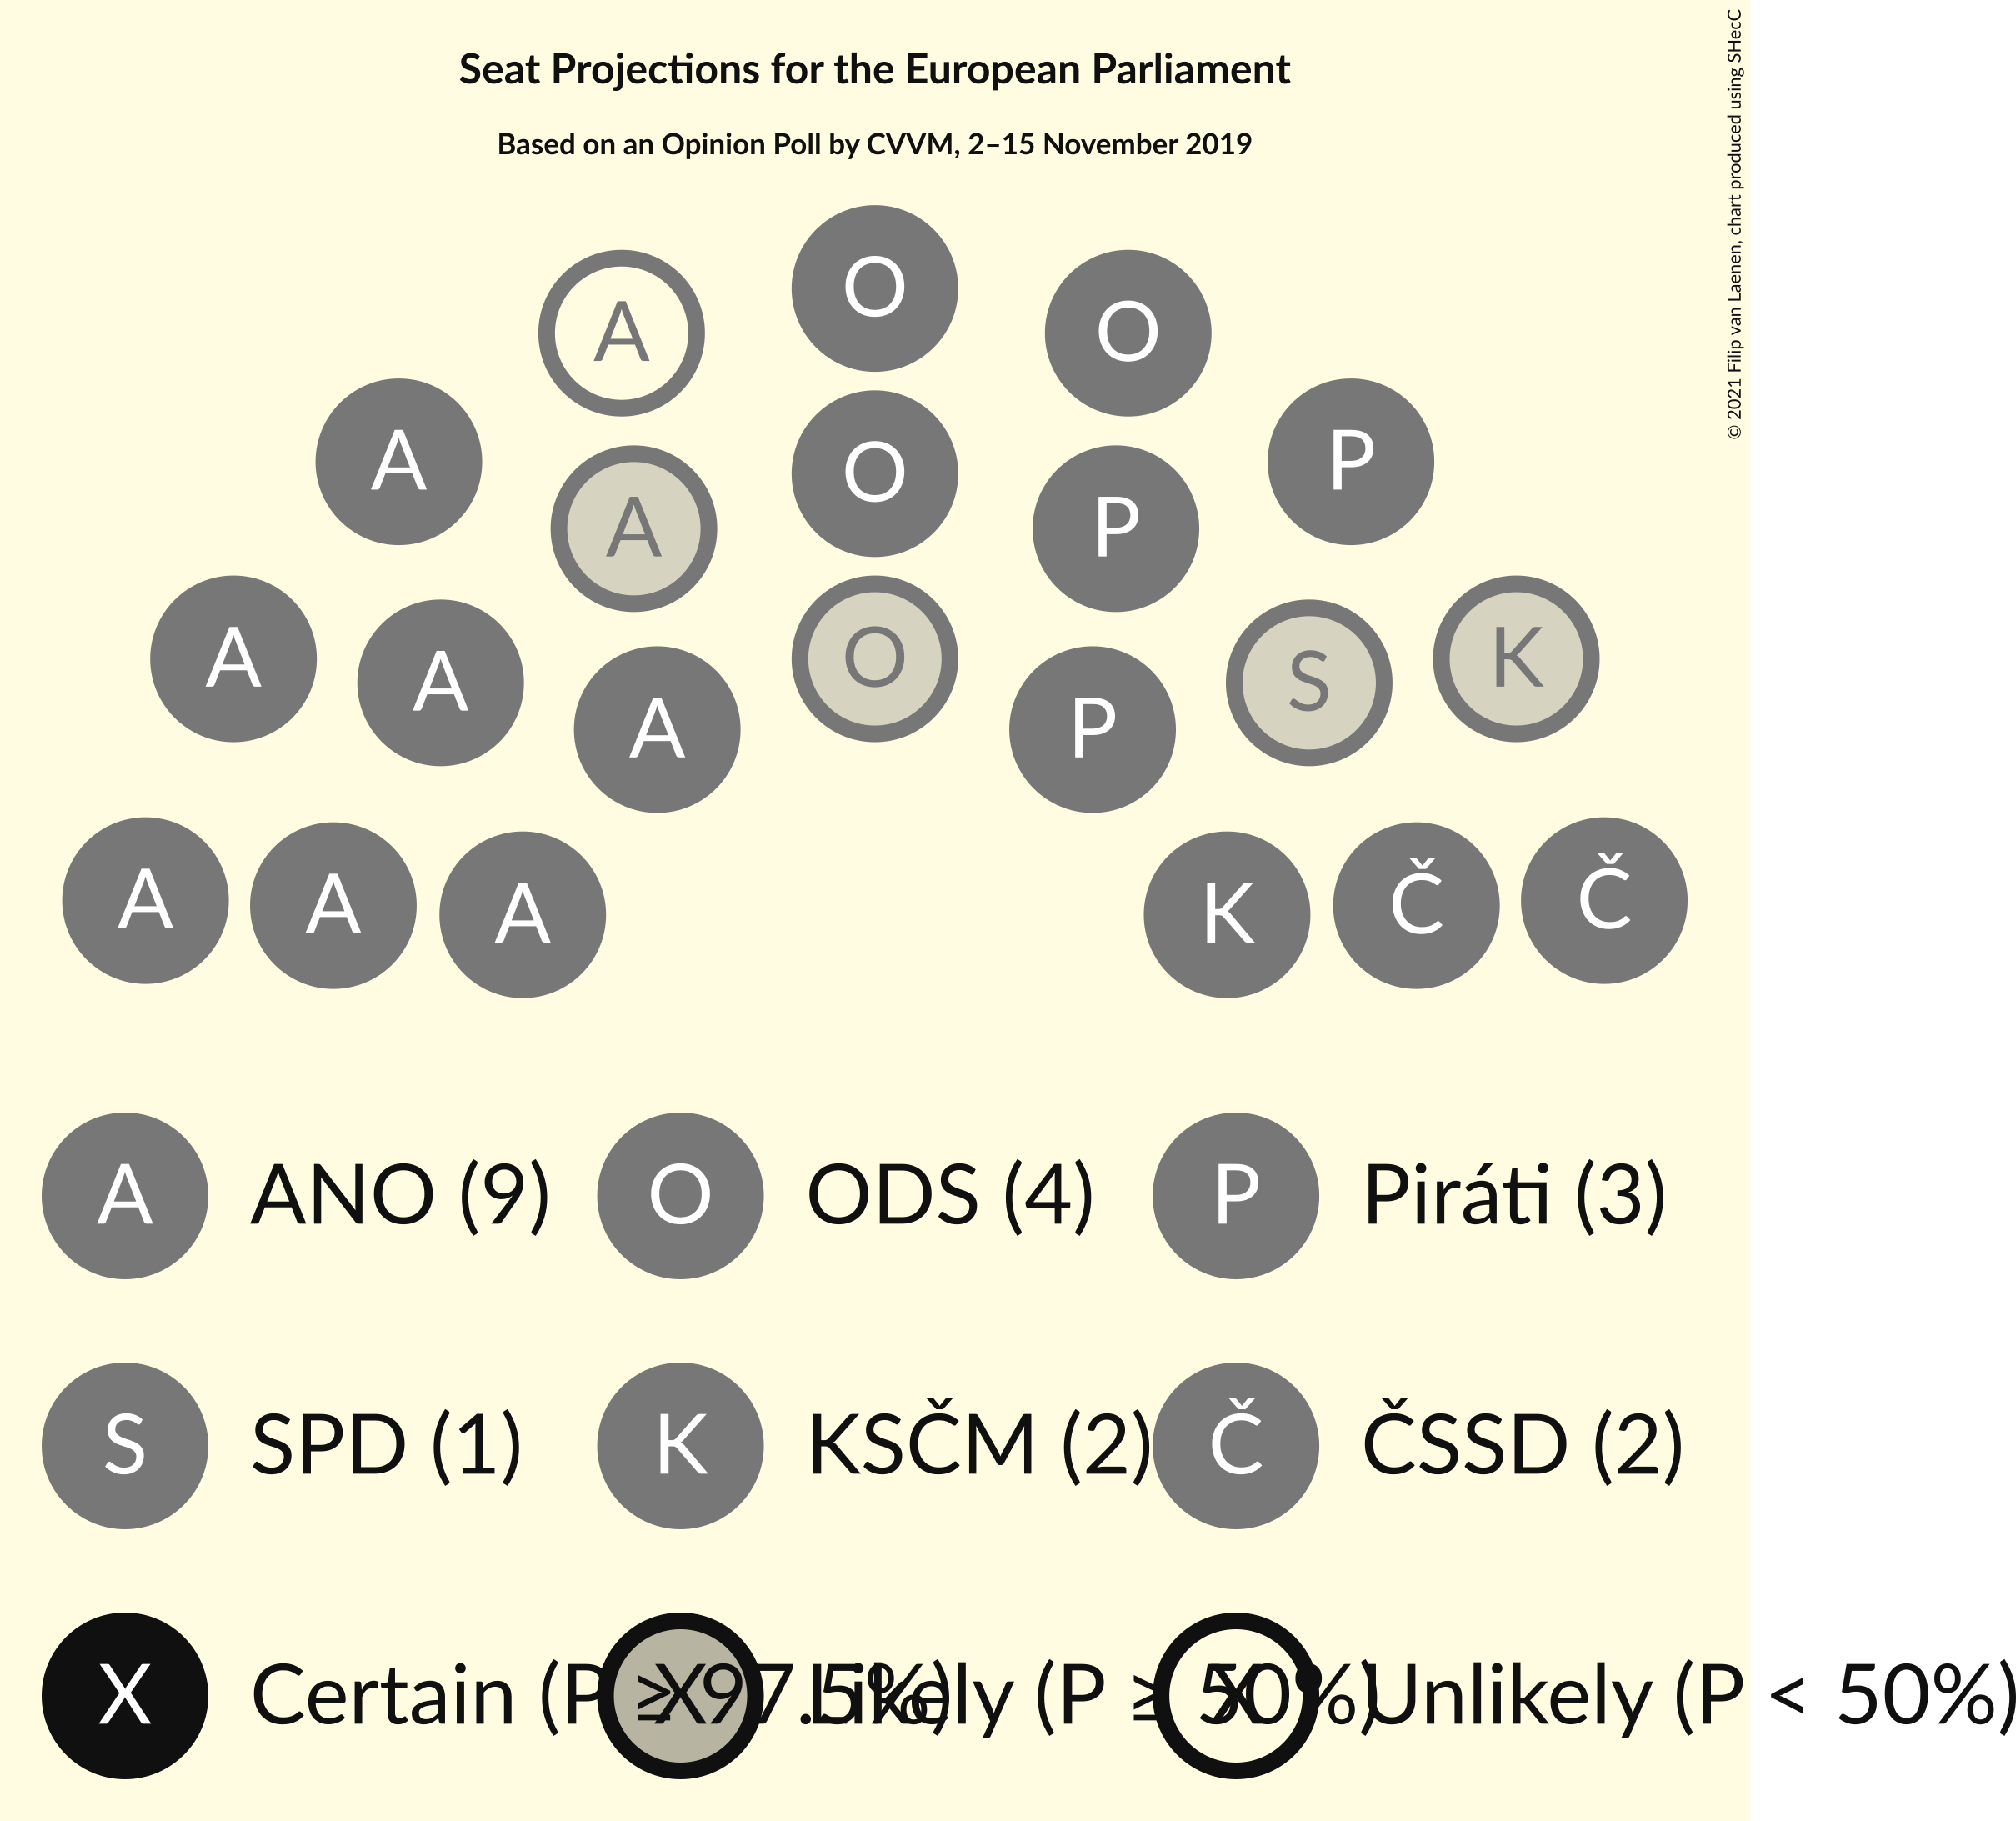 Seat Projections for the European Parliament
Based on an Opinion Poll by CVVM, 2–15 November 2019
© 2021 Filip van Laenen, chart produced using SHecC
O
A O
A O P
A P
A O S K
A A P
A A A K Č Č
A ANO (9) O ODS (4) P Piráti (3)
S SPD (1) K KSČM (2) Č ČSSD (2)
X Certain (P ≥ 97.5%) X Likely (P ≥ 50%) X Unlikely (P < 50%)